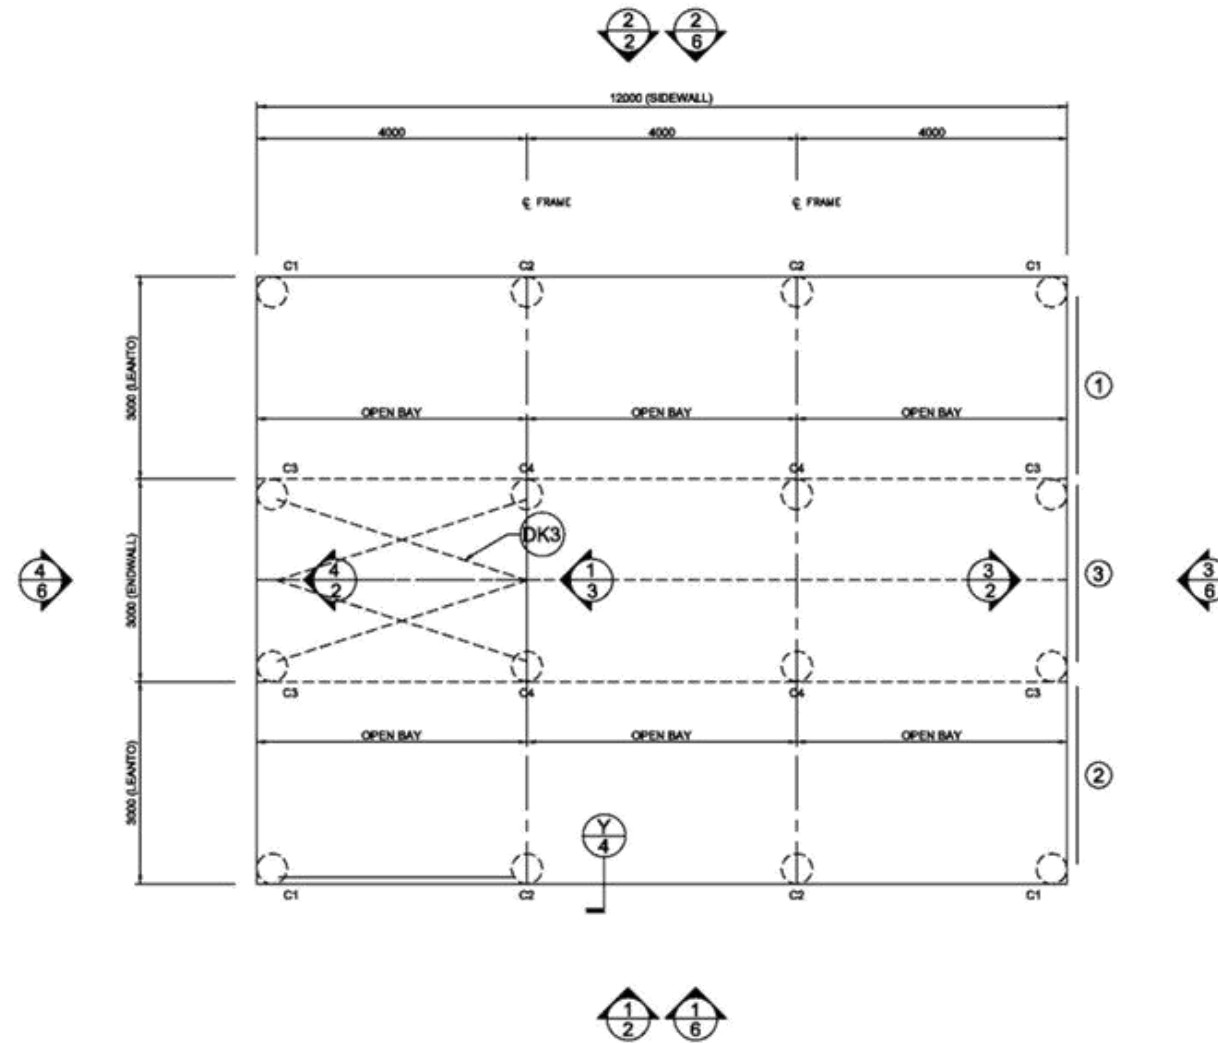 2 2
2 6
12000 (SIDEWALL)
4000 4000 4000
℄ FRAME ℄ FRAME
C1 C2 C2 C1
3000 (LEANTO)
1
OPEN BAY OPEN BAY OPEN BAY
C3 C4 C4 C3
DK3
3000 (ENDWALL)
4 4 1 3 3 3
6 2 3 2 6
C3 C4 C4 C3
OPEN BAY OPEN BAY OPEN BAY
3000 (LEANTO)
2
Y
4
C1 C2 C2 C1
1 1
2 6